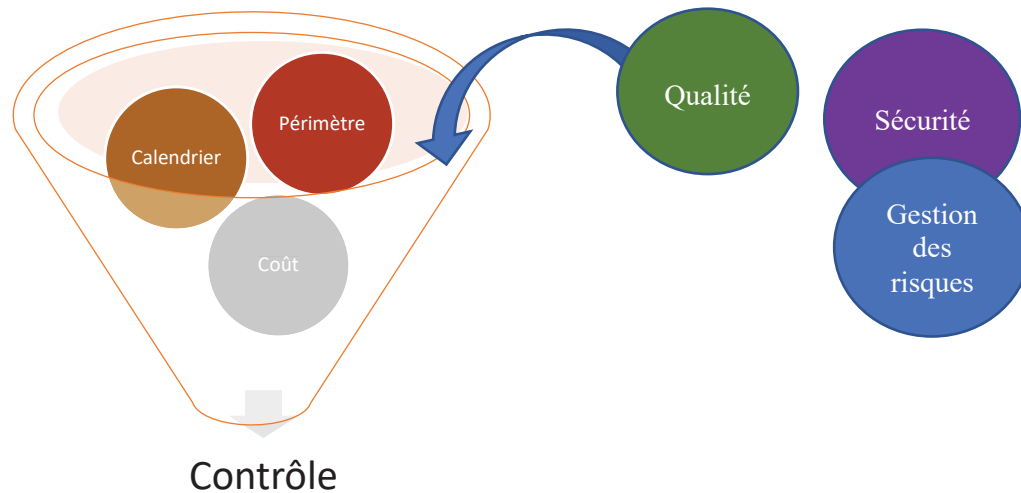 Qualité
Sécurité
Périmètre
Calendrier
Gestion
des
risques
Coût
Contrôle